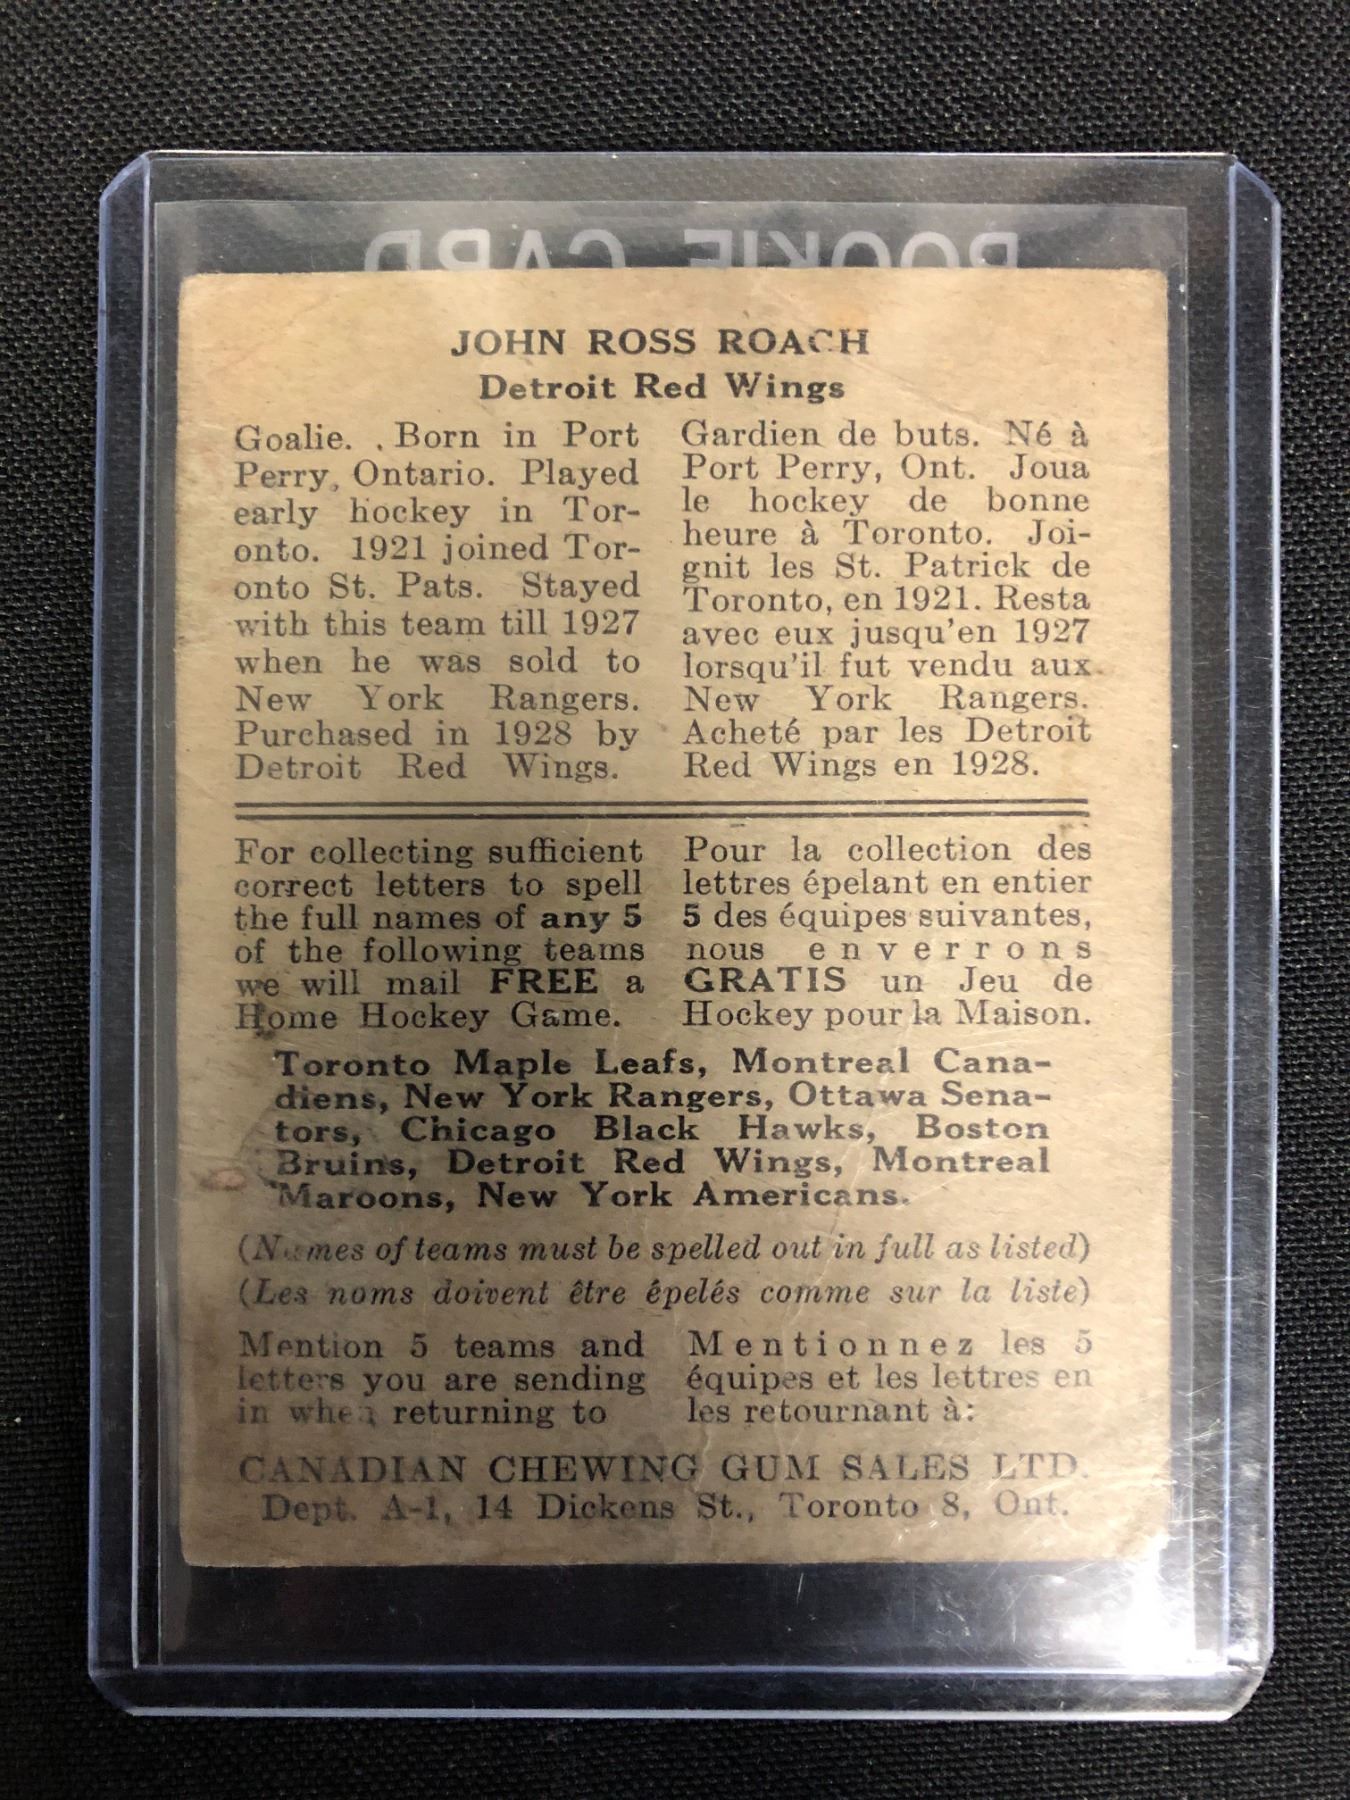 ROOKIE CARD
JOHN ROSS ROACH
Detroit Red Wings
Goalie. . Born in Port
Perry, Ontario. Played
early hockey in Tor-
onto. 1921 joined Tor-
onto St. Pats. Stayed
with this team till 1927
when he was sold to
New York Rangers.
Purchased in 1928 by
Detroit Red Wings.
Gardien de buts. Né à
Port Perry, Ont. Joua
le hockey de bonne
heure à Toronto. Joi-
gnit les St. Patrick de
Toronto, en 1921. Resta
avec eux jusqu'en 1927
lorsqu'il fut vendu aux
New York Rangers.
Acheté par les Detroit
Red Wings en 1928.
For collecting sufficient
correct letters to spell
the full names of any 5
of the following teams
we will mail FREE a
Home Hockey Game.
Pour la collection des
lettres épelant en entier
5 des équipes suivantes,
nous enverrons
GRATIS un Jeu de
Hockey pour la Maison.
Toronto Maple Leafs, Montreal Cana-
diens, New York Rangers, Ottawa Sena-
tors, Chicago Black Hawks, Boston
Bruins, Detroit Red Wings, Montreal
Maroons, New York Americans.
(Names of teams must be spelled out in full as listed)
(Les noms doivent être épelés comme sur la liste)
Mention 5 teams and
letters you are sending
in when returning to
Mentionnez les 5
équipes et les lettres en
les retournant à:
CANADIAN CHEWING GUM SALES LTD.
Dept. A-1, 14 Dickens St., Toronto 8, Ont.